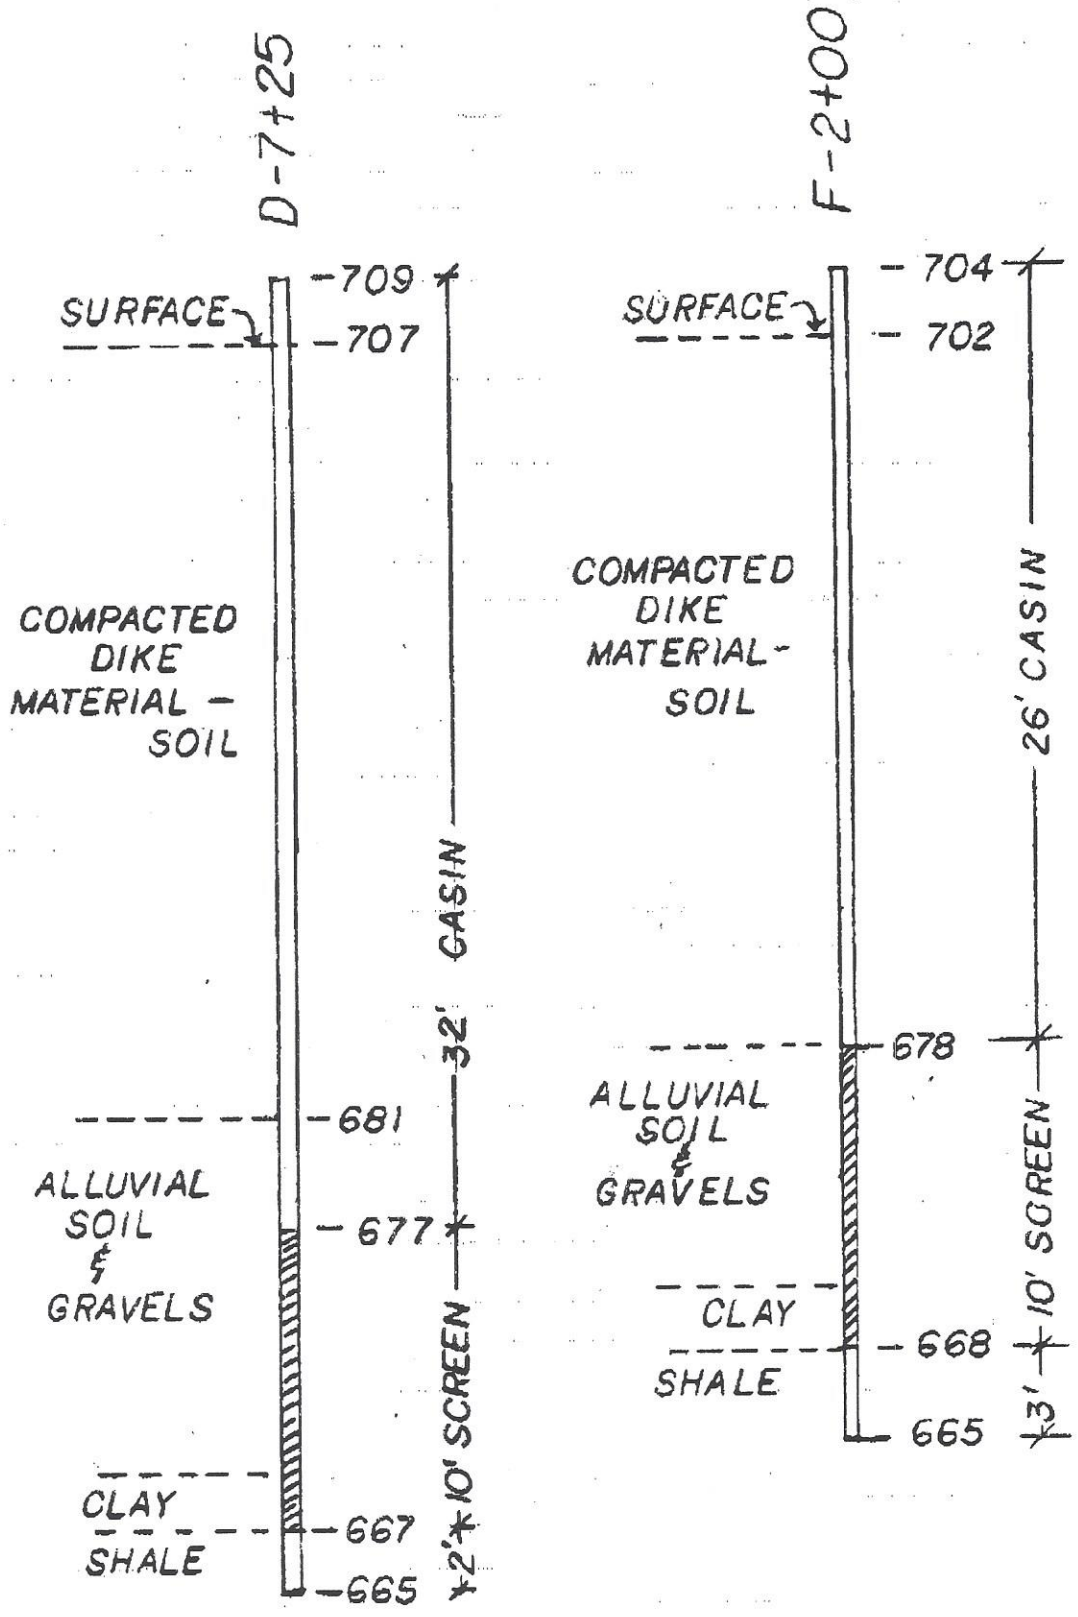 D-7+25
-709
SURFACE
-707
COMPACTED
DIKE
MATERIAL -
SOIL
32' CASIN
-681
ALLUVIAL
SOIL
&
GRAVELS
-677
10' SCREEN
CLAY
-667
SHALE
2'
-665
F-2+00
- 704
SURFACE
- 702
COMPACTED
DIKE
MATERIAL-
SOIL
26' CASIN
-678
ALLUVIAL
SOIL
&
GRAVELS
10' SCREEN
CLAY
- 668
SHALE
3'
665